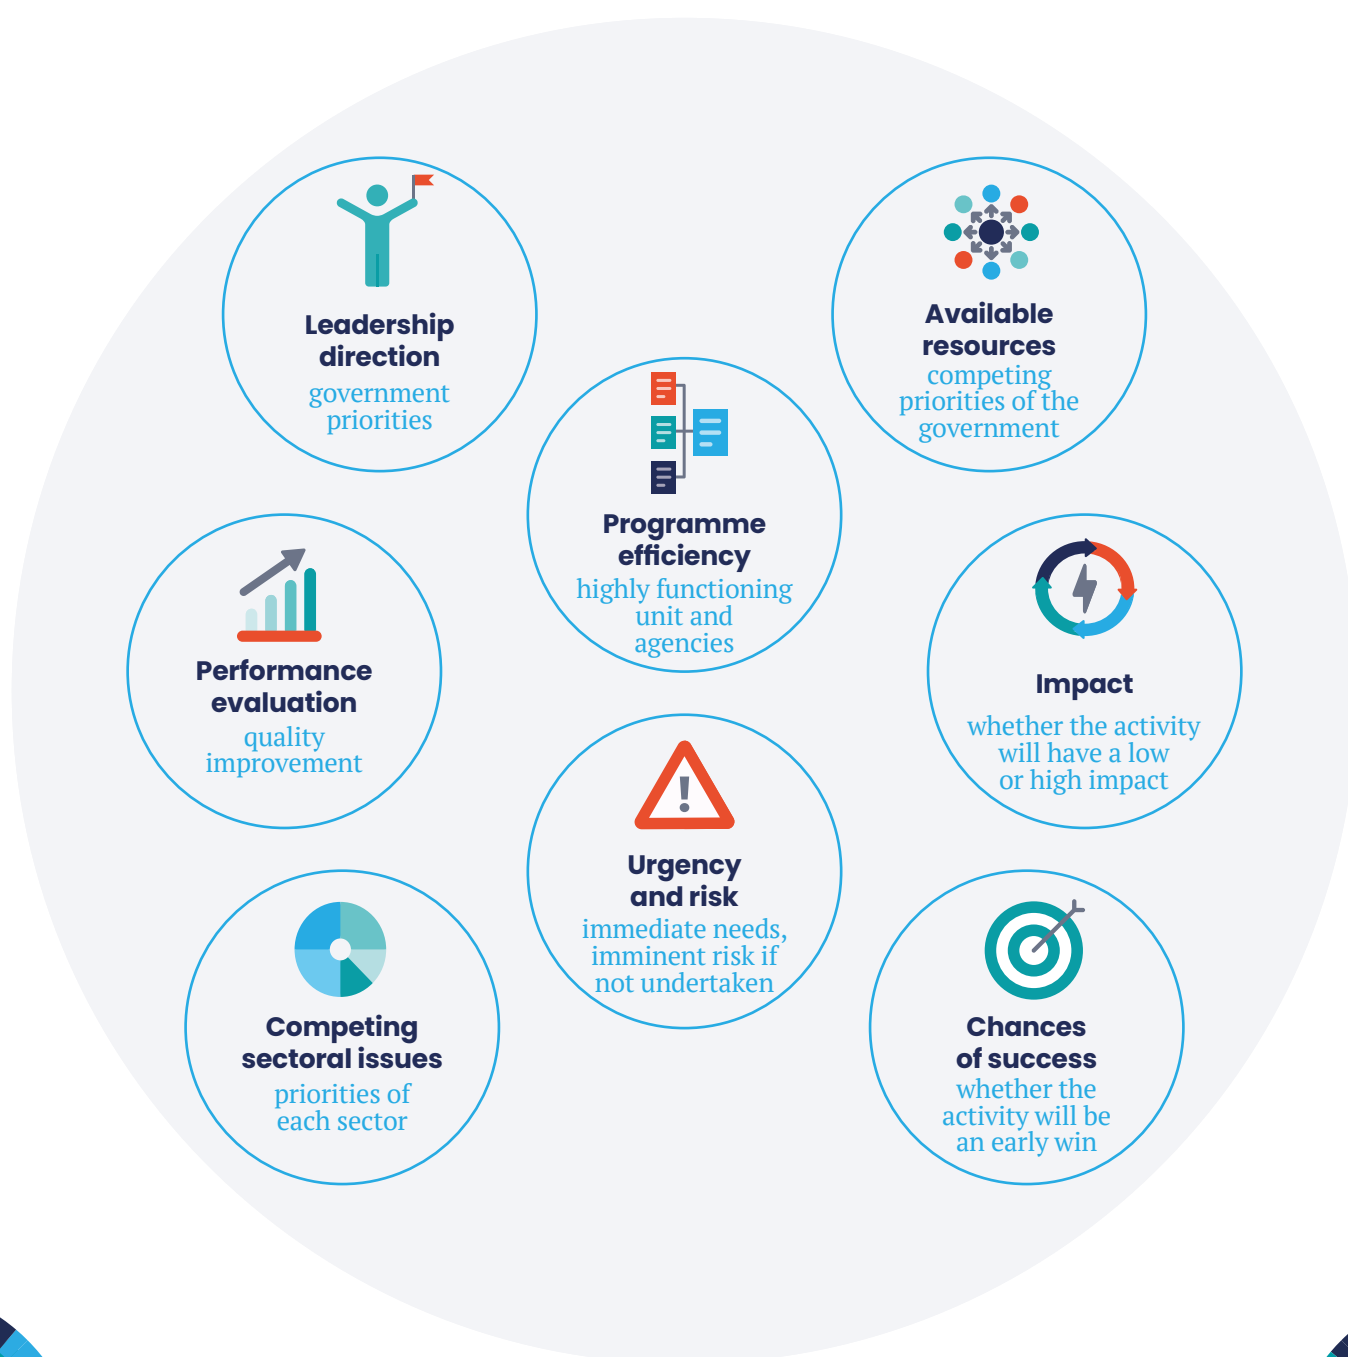 Leadership
direction
government
priorities
Available
resources
competing
priorities of the
government
Programme
efficiency
highly functioning
unit and
agencies
Performance
evaluation
quality
improvement
Impact
whether the activity
will have a low
or high impact
Urgency
and risk
immediate needs,
imminent risk if
not undertaken
Competing
sectoral issues
priorities of
each sector
Chances
of success
whether the
activity will be
an early win